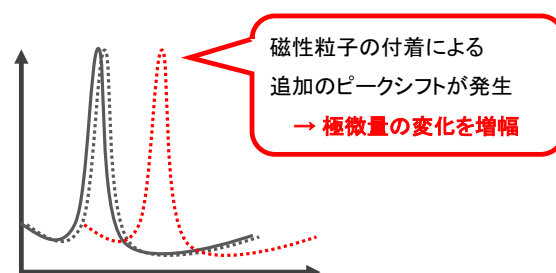 磁性粒子の付着による
追加のピークシフトが発生
→ 極微量の変化を増幅